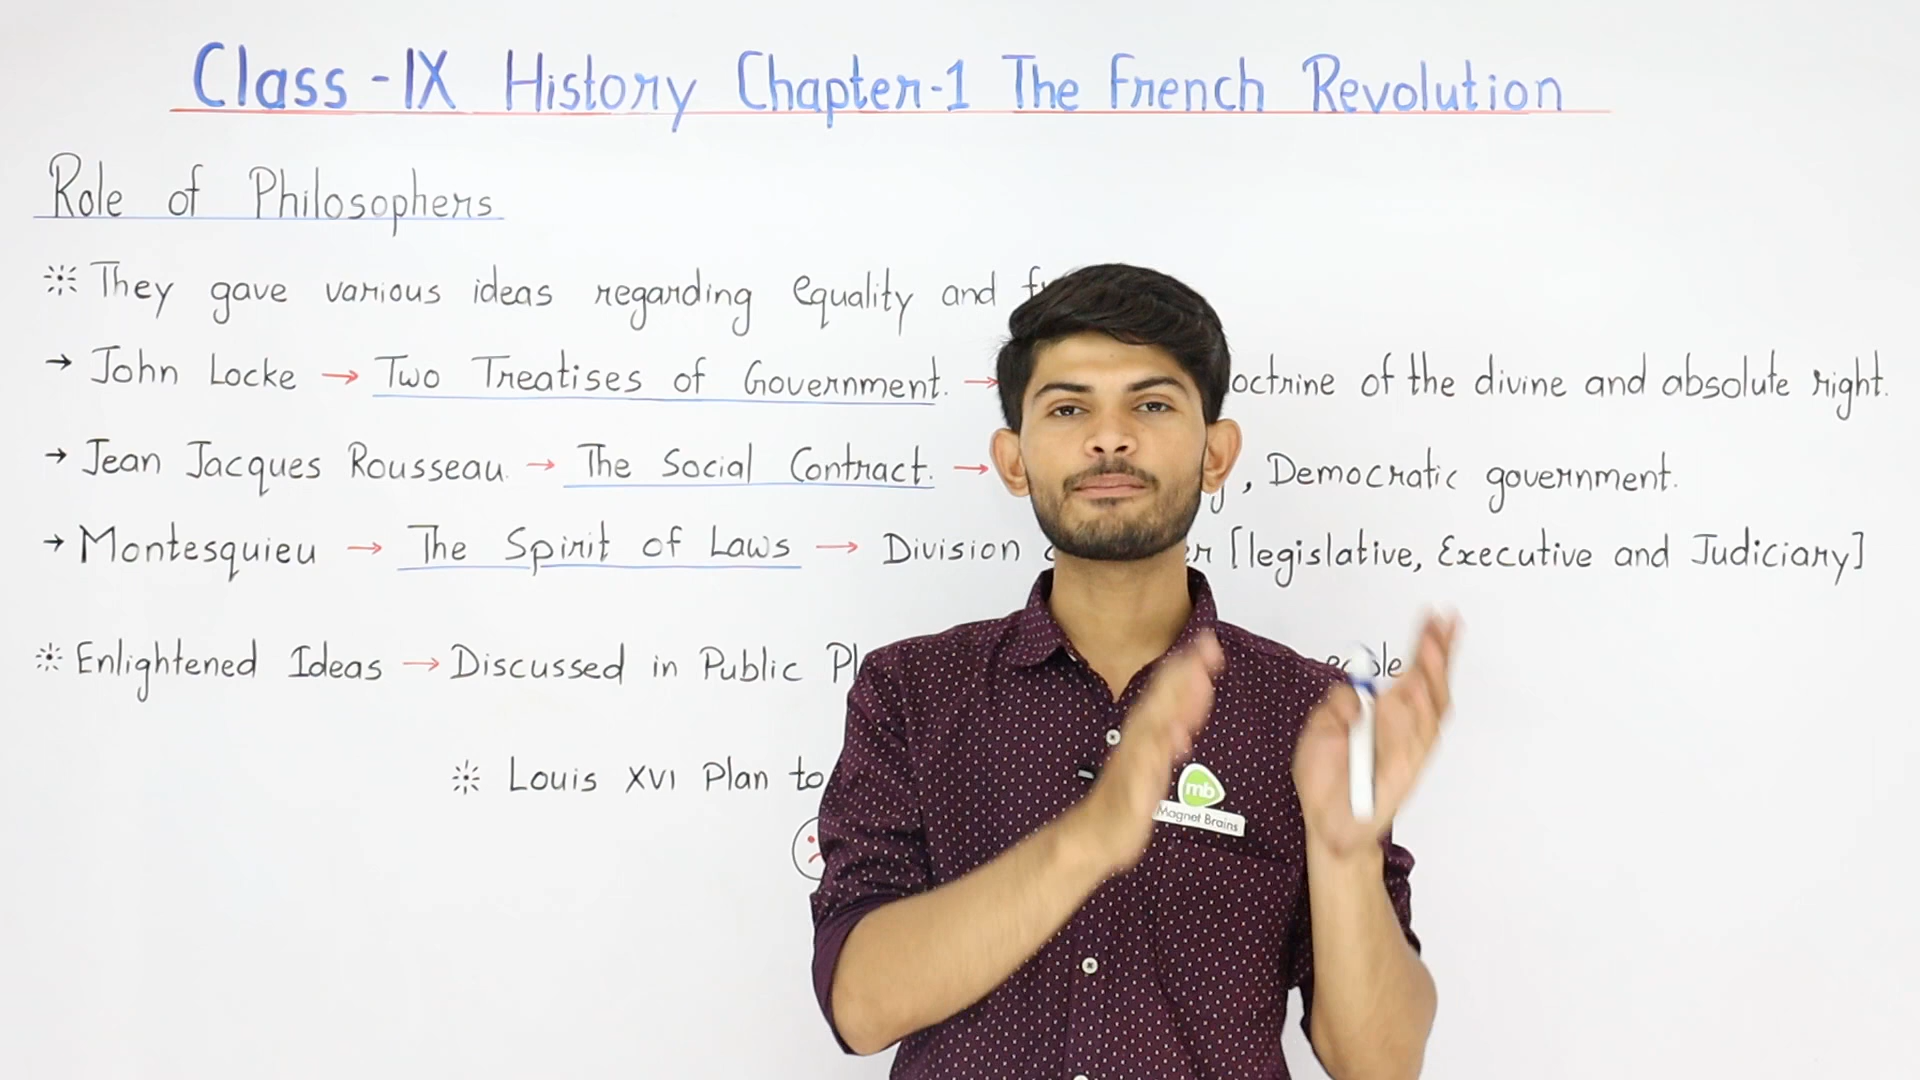 Class-IX History Chapter-1 The French Revolution
Role of Philosophers
They gave various ideas regarding equality and
→ John Locke → Two Treatises of Government. → octrine of the divine and absolute right.
→ Jean Jacques Rousseau → The Social Contract. → , Democratic government.
→ Montesquieu → The Spirit of Laws → Division [legislative, Executive and Judiciary]
Enlightened Ideas → Discussed in Public
Louis XVI Plan to
mb
Magnet Brains